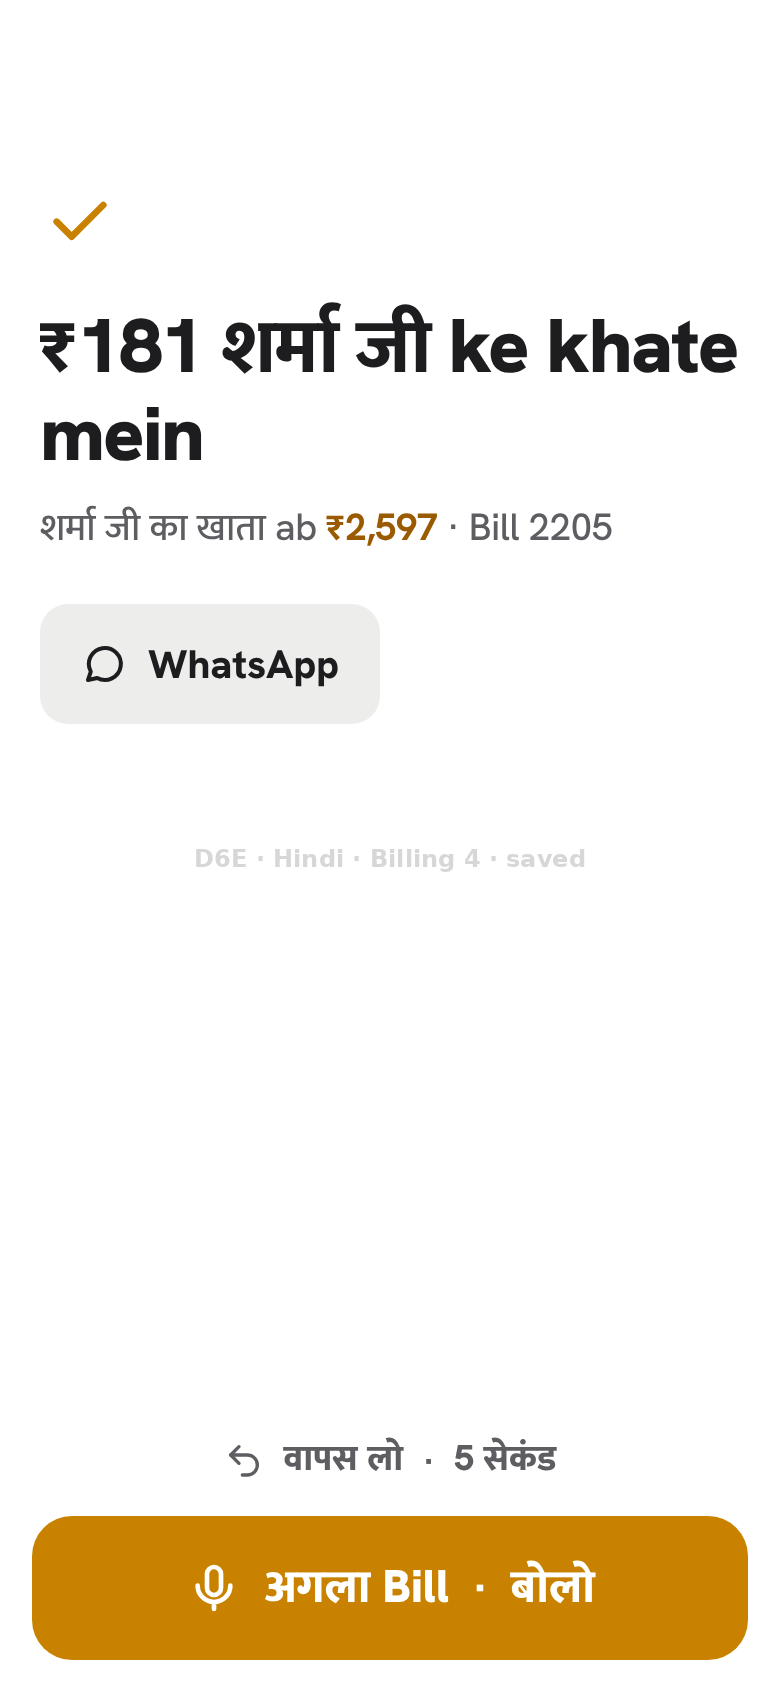 ₹181 शर्मा जी ke khate
mein
शर्मा जी का खाता ab ₹2,597 · Bill 2205
WhatsApp
D6E · Hindi · Billing 4 · saved
वापस लो · 5 सेकंड
अगला Bill · बोलो